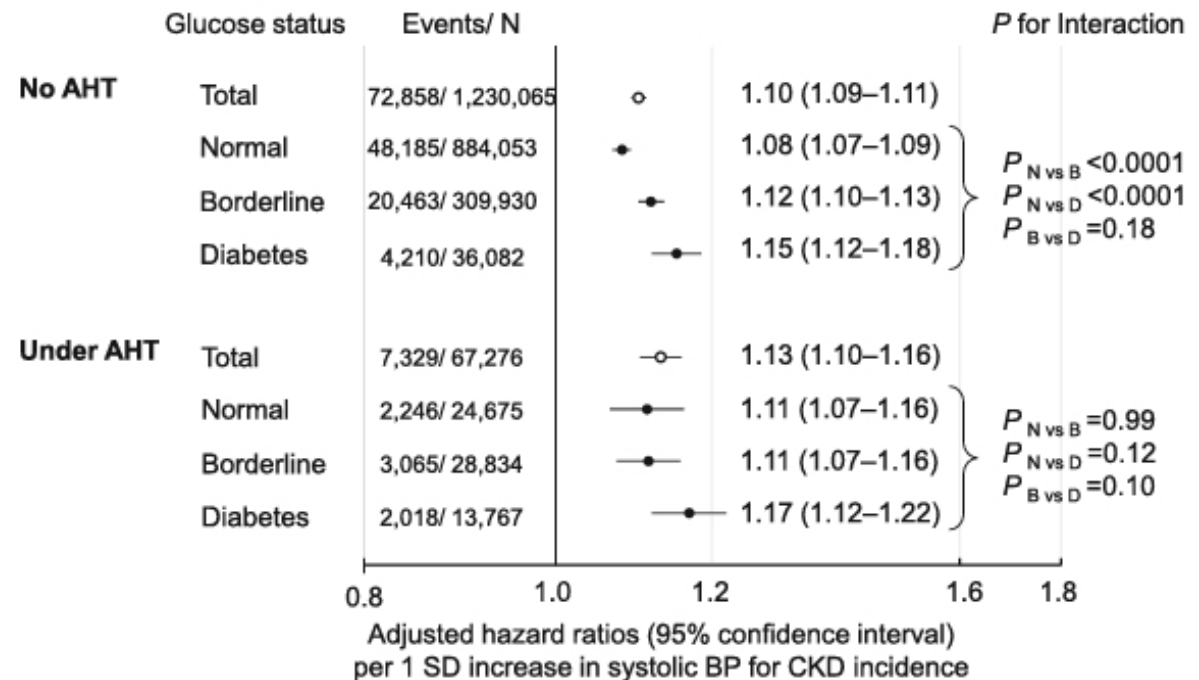 Glucose status Events/ N P for Interaction
No AHT Total 72,858/ 1,230,065 1.10 (1.09–1.11)
Normal 48,185/ 884,053 1.08 (1.07–1.09)
P N vs B <0.0001
Borderline 20,463/ 309,930 1.12 (1.10–1.13)
P N vs D <0.0001
P B vs D =0.18
Diabetes 4,210/ 36,082 1.15 (1.12–1.18)
Under AHT Total 7,329/ 67,276 1.13 (1.10–1.16)
Normal 2,246/ 24,675 1.11 (1.07–1.16)
P N vs B =0.99
P N vs D =0.12
Borderline 3,065/ 28,834 1.11 (1.07–1.16)
P B vs D =0.10
Diabetes 2,018/ 13,767 1.17 (1.12–1.22)
0.8 1.0 1.2 1.6 1.8
Adjusted hazard ratios (95% confidence interval)
per 1 SD increase in systolic BP for CKD incidence